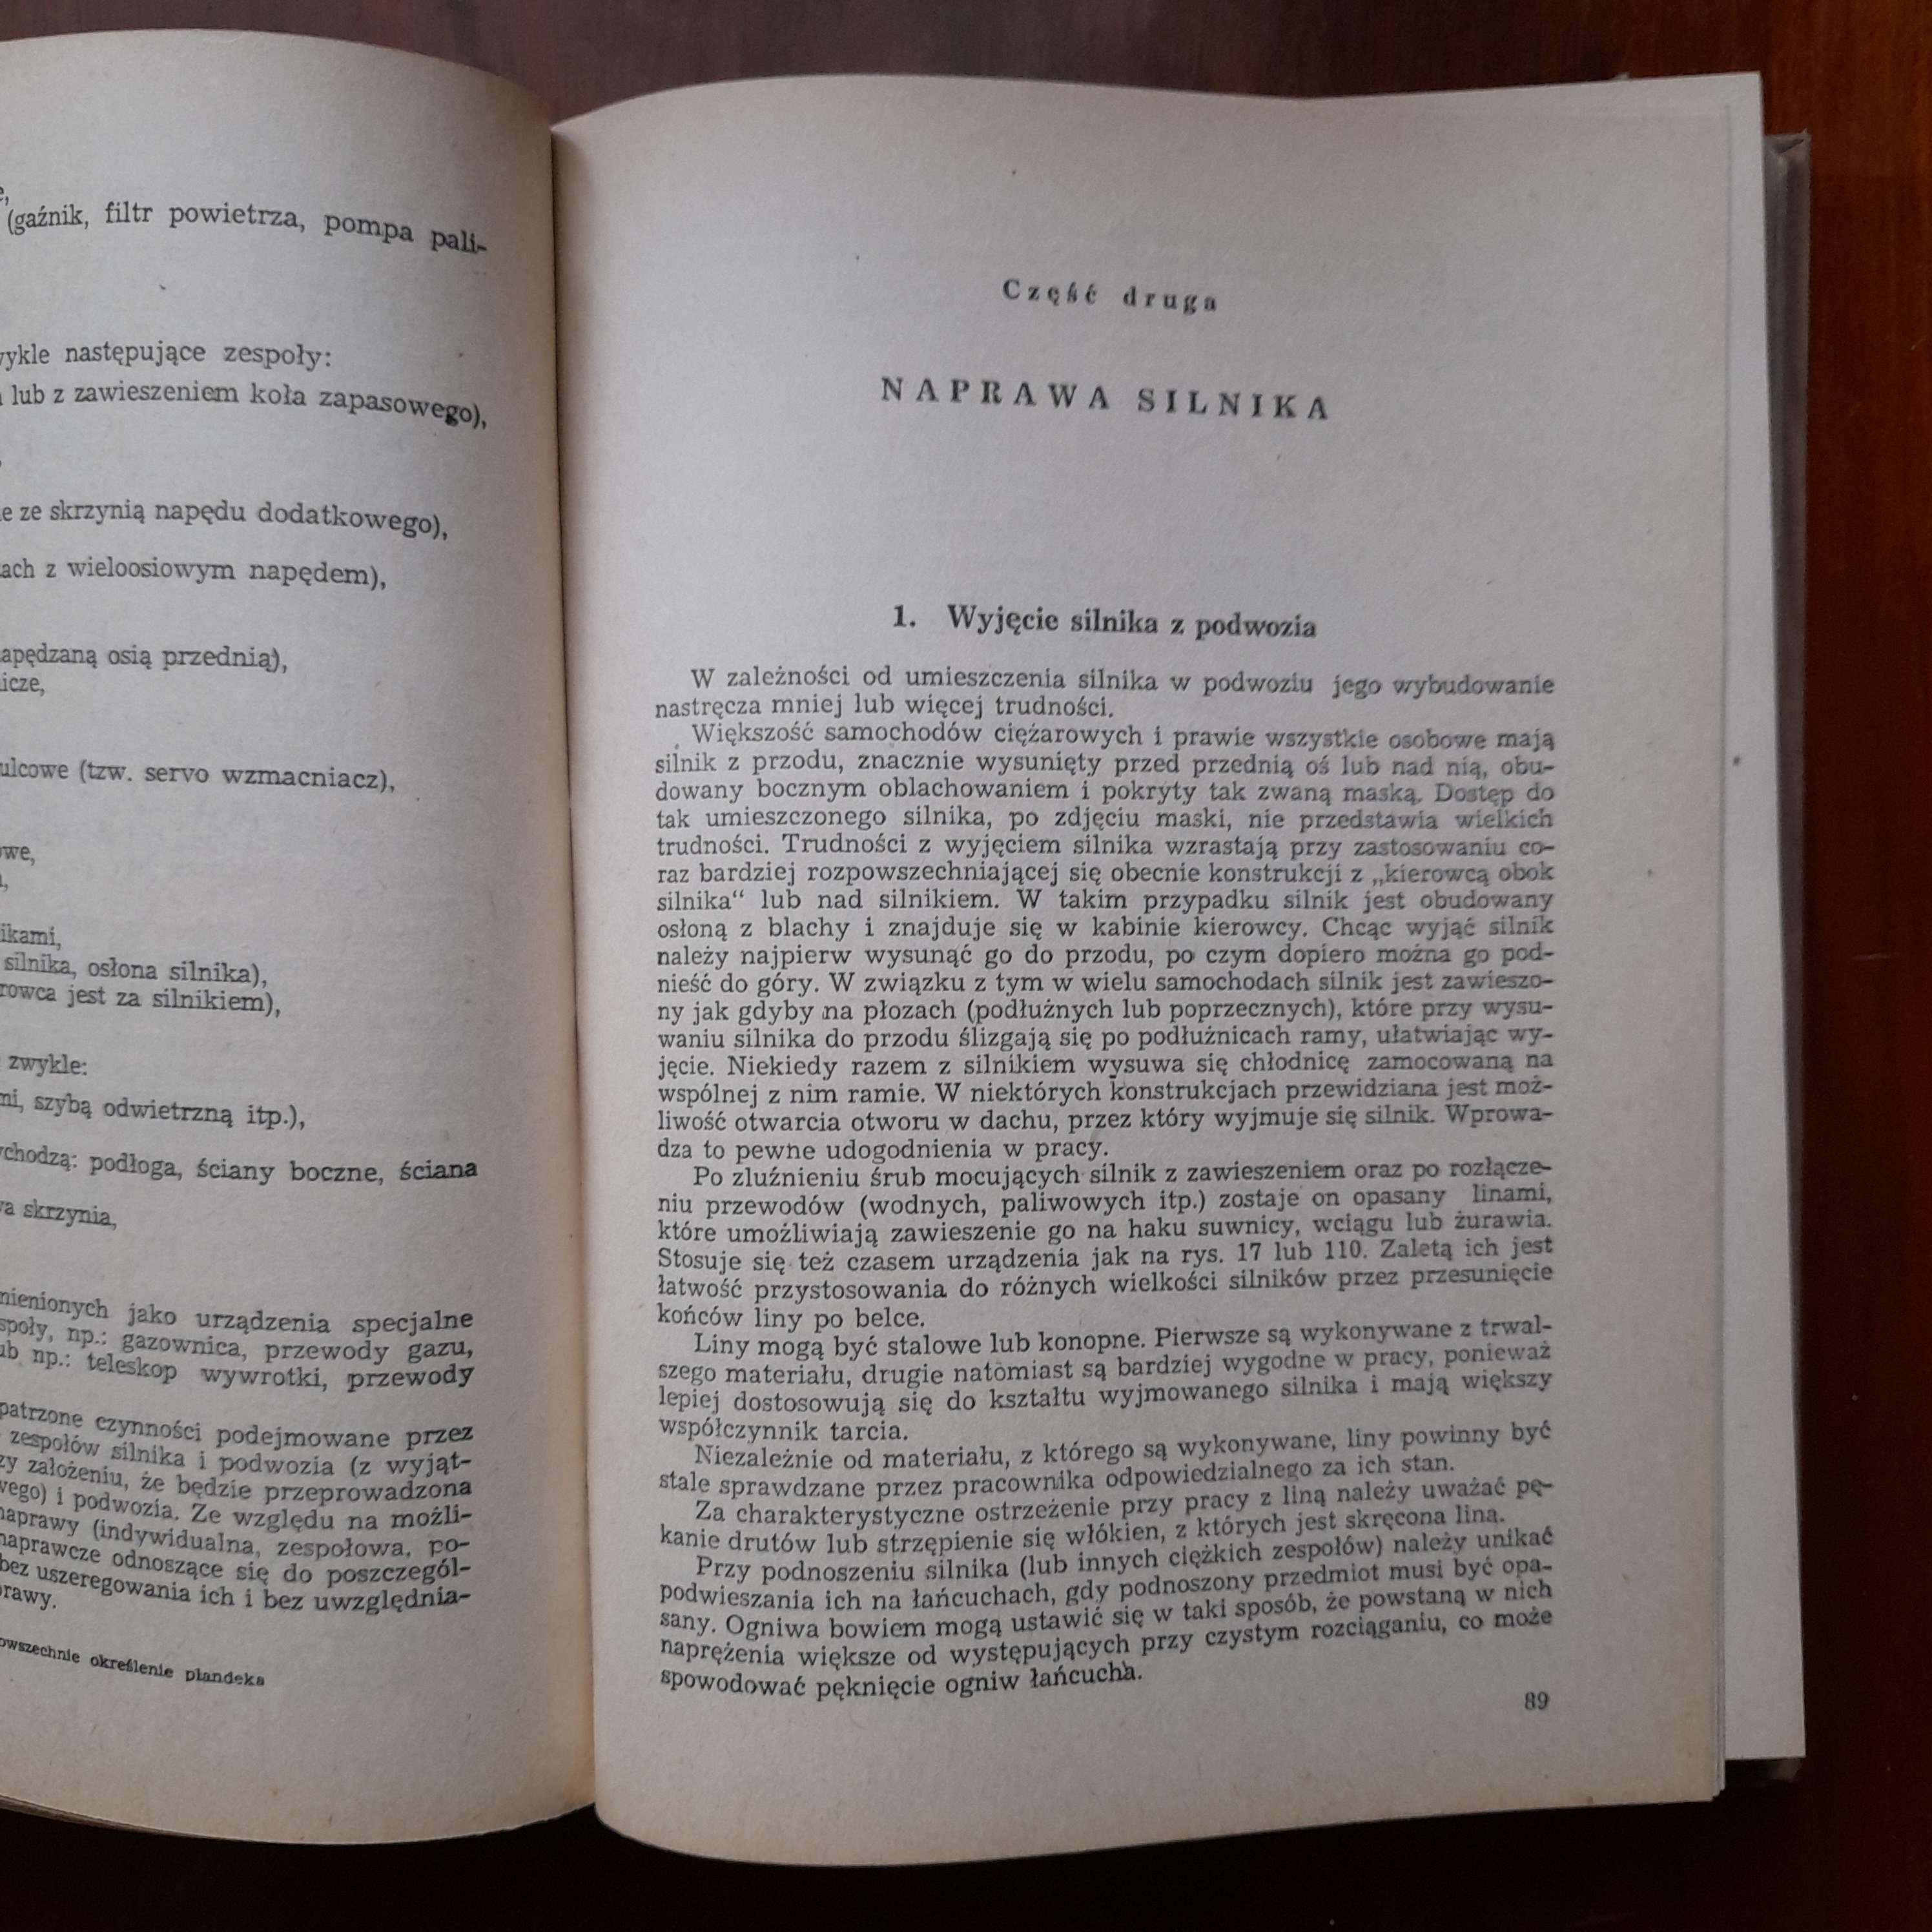 (gaźnik, filtr powietrza, pompa pali-
następujące zespoły:
lub z zawieszeniem koła zapasowego),
ze skrzynią napędu dodatkowego),
z wieloosiowym napędem),
osią przednią),
(tzw. servo wzmacniacz),
silnika, osłona silnika),
jest za silnikiem),
zwykle:
szybą odwietrzną itp.),
podłoga, ściany boczne, ściana
skrzynia,
jako urządzenia specjalne
np.: gazownica, przewody gazu,
np.: teleskop wywrotki, przewody
czynności podejmowane przez
zespołów silnika i podwozia (z wyjąt-
założeniu, że będzie przeprowadzona
i podwozia. Ze względu na możli-
(indywidualna, zespołowa, po-
odnoszące się do poszczegól-
bez uszeregowania ich i bez uwzględnia-
określenie plandeka
Część druga
NAPRAWA SILNIKA
1. Wyjęcie silnika z podwozia
W zależności od umieszczenia silnika w podwoziu jego wybudowanie
nastręcza mniej lub więcej trudności.
Większość samochodów ciężarowych i prawie wszystkie osobowe mają
silnik z przodu, znacznie wysunięty przed przednią oś lub nad nią, obu-
dowany bocznym oblachowaniem i pokryty tak zwaną maską. Dostęp do
tak umieszczonego silnika, po zdjęciu maski, nie przedstawia wielkich
trudności. Trudności z wyjęciem silnika wzrastają przy zastosowaniu co-
raz bardziej rozpowszechniającej się obecnie konstrukcji z „kierowcą obok
silnika“ lub nad silnikiem. W takim przypadku silnik jest obudowany
osłoną z blachy i znajduje się w kabinie kierowcy. Chcąc wyjąć silnik
należy najpierw wysunąć go do przodu, po czym dopiero można go pod-
nieść do góry. W związku z tym w wielu samochodach silnik jest zawieszo-
ny jak gdyby na płozach (podłużnych lub poprzecznych), które przy wysu-
waniu silnika do przodu ślizgają się po podłużnicach ramy, ułatwiając wy-
jęcie. Niekiedy razem z silnikiem wysuwa się chłodnicę zamocowaną na
wspólnej z nim ramie. W niektórych konstrukcjach przewidziana jest moż-
liwość otwarcia otworu w dachu, przez który wyjmuje się silnik. Wprowa-
dza to pewne udogodnienia w pracy.
Po zluźnieniu śrub mocujących silnik z zawieszeniem oraz po rozłącze-
niu przewodów (wodnych, paliwowych itp.) zostaje on opasany linami,
które umożliwiają zawieszenie go na haku suwnicy, wciągu lub żurawia.
Stosuje się też czasem urządzenia jak na rys. 17 lub 110. Zaletą ich jest
łatwość przystosowania do różnych wielkości silników przez przesunięcie
końców liny po belce.
Liny mogą być stalowe lub konopne. Pierwsze są wykonywane z trwal-
szego materiału, drugie natomiast są bardziej wygodne w pracy, ponieważ
lepiej dostosowują się do kształtu wyjmowanego silnika i mają większy
współczynnik tarcia.
Niezależnie od materiału, z którego są wykonywane, liny powinny być
stale sprawdzane przez pracownika odpowiedzialnego za ich stan.
Za charakterystyczne ostrzeżenie przy pracy z liną należy uważać pę-
kanie drutów lub strzępienie się włókien, z których jest skręcona lina.
Przy podnoszeniu silnika (lub innych ciężkich zespołów) należy unikać
podwieszania ich na łańcuchach, gdy podnoszony przedmiot musi być opa-
sany. Ogniwa bowiem mogą ustawić się w taki sposób, że powstaną w nich
naprężenia większe od występujących przy czystym rozciąganiu, co może
spowodować pęknięcie ogniw łańcucha.
89